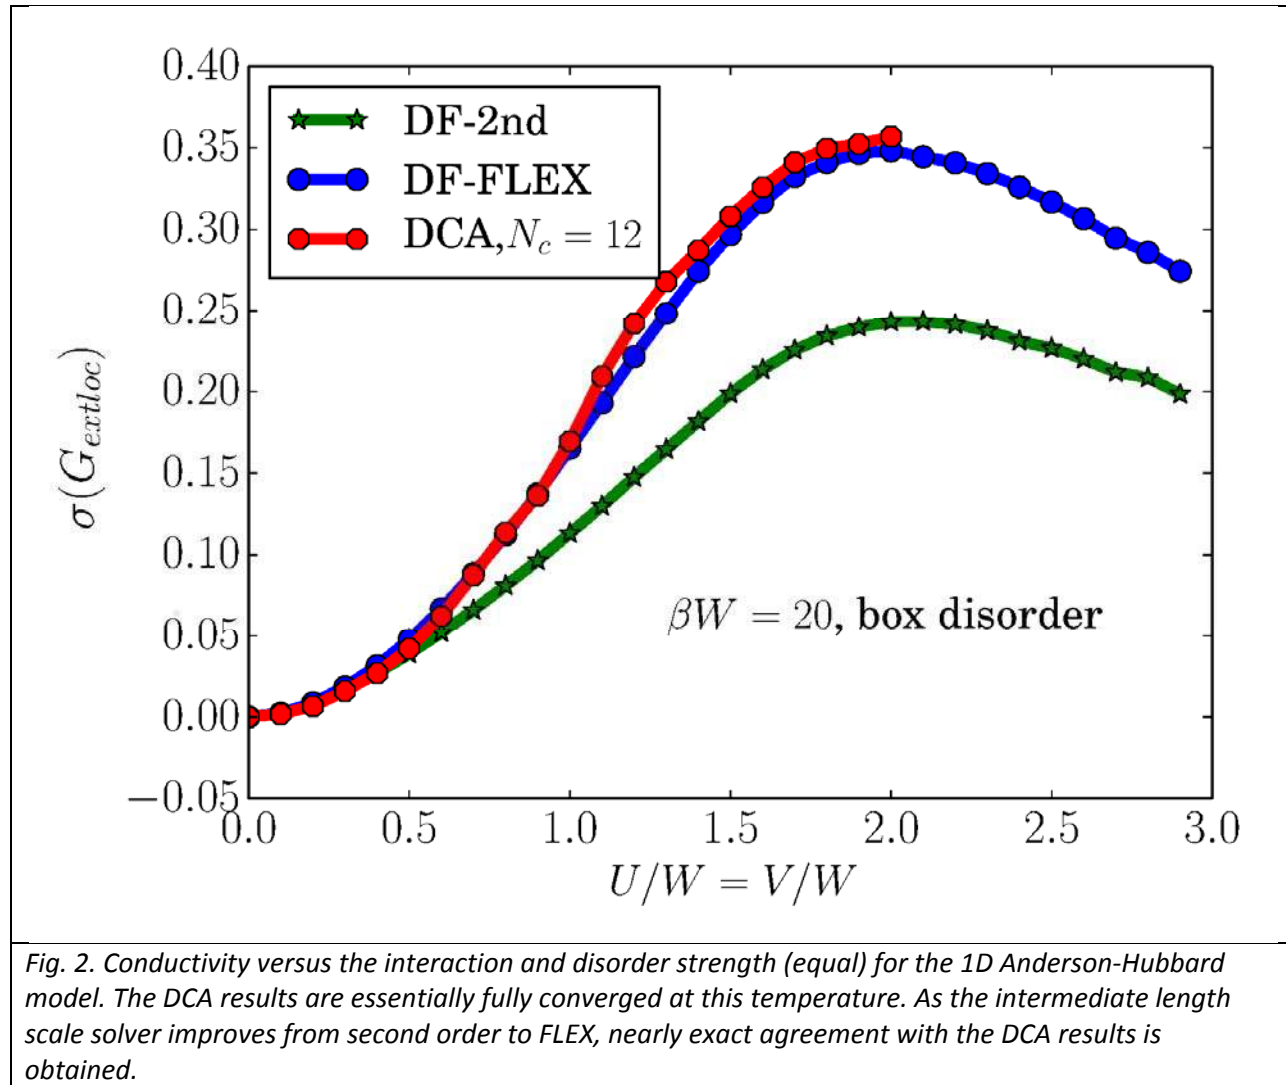 0.40
0.35
0.30
0.25
0.20
0.15
0.10
0.05
0.00
−0.05
σ(G_{extloc})
DF-2nd
DF-FLEX
DCA, N_c = 12
βW = 20, box disorder
0.0 0.5 1.0 1.5 2.0 2.5 3.0
U/W = V/W
Fig. 2. Conductivity versus the interaction and disorder strength (equal) for the 1D Anderson-Hubbard
model. The DCA results are essentially fully converged at this temperature. As the intermediate length
scale solver improves from second order to FLEX, nearly exact agreement with the DCA results is
obtained.